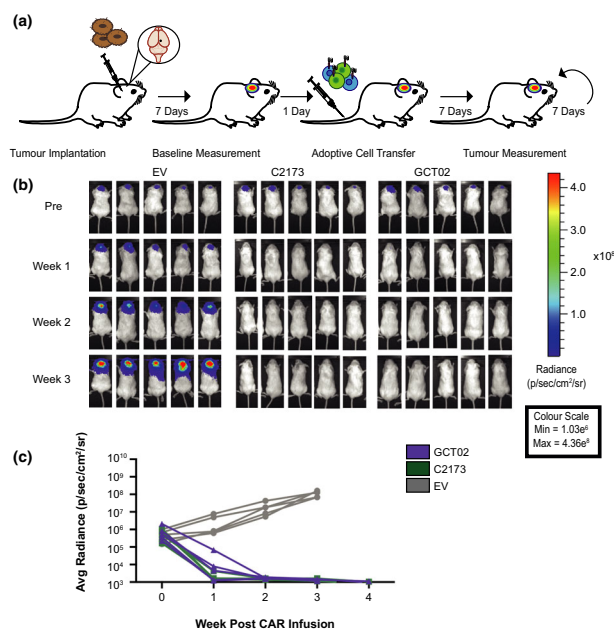 (a)
7 Days
1 Day
7 Days
7 Days
Tumour Implantation
Baseline Measurement
Adoptive Cell Transfer
Tumour Measurement
(b)
EV
C2173
GCT02
Pre
Week 1
Week 2
Week 3
4.0
3.0
2.0
1.0
x10⁸
Radiance
(p/sec/cm²/sr)
Colour Scale
Min = 1.03e⁶
Max = 4.36e⁸
(c)
GCT02
C2173
EV
Avg Radiance (p/sec/cm²/sr)
10¹⁰
10⁹
10⁸
10⁷
10⁶
10⁵
10⁴
10³
0 1 2 3 4
Week Post CAR Infusion